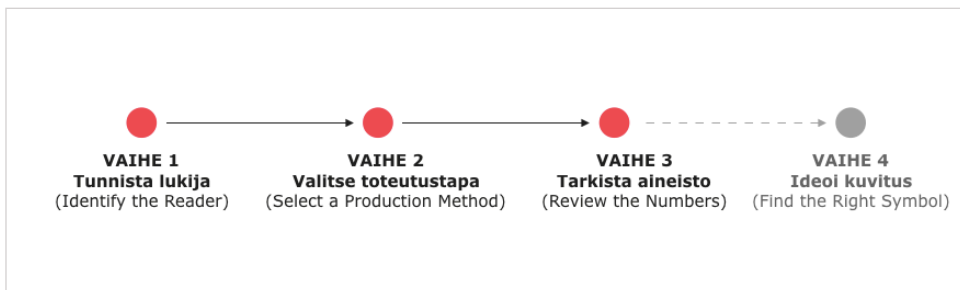 VAIHE 1
Tunnista lukija
(Identify the Reader)
VAIHE 2
Valitse toteutustapa
(Select a Production Method)
VAIHE 3
Tarkista aineisto
(Review the Numbers)
VAIHE 4
Ideoi kuvitus
(Find the Right Symbol)